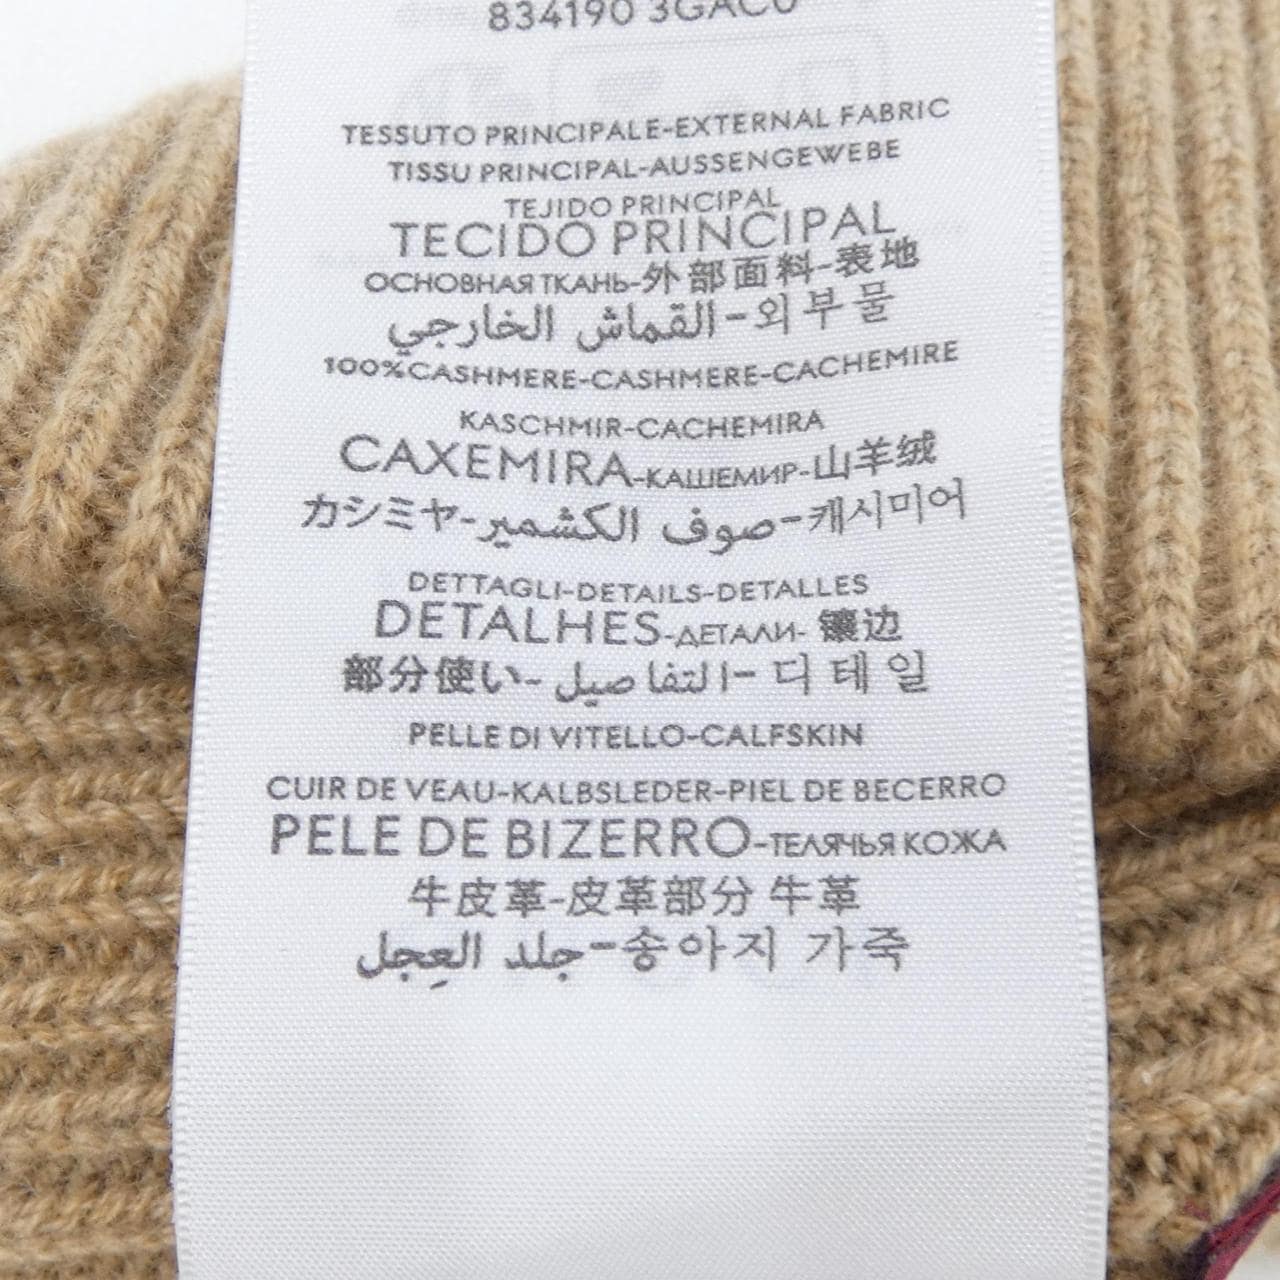 834190 3GAC0
TESSUTO PRINCIPALE-EXTERNAL FABRIC
TISSU PRINCIPAL-AUSSENGEWEBE
TEJIDO PRINCIPAL
TECIDO PRINCIPAL
ОСНОВНАЯ ТКАНЬ-外部面料-表地
القماش الخارجي-외부물
100%CASHMERE-CASHMERE-CACHEMIRE
KASCHMIR-CACHEMIRA
CAXEMIRA-КАШЕМИР-山羊绒
カシミヤ-صوف الكشمير-캐시미어
DETTAGLI-DETAILS-DETALLES
DETALHES-ДЕТАЛИ- 镶边
部分使い-التفاصيل-디테일
PELLE DI VITELLO-CALFSKIN
CUIR DE VEAU-KALBSLEDER-PIEL DE BECERRO
PELE DE BIZERRO-ТЕЛЯЧЬЯ КОЖА
牛皮革-皮革部分 牛革
جلد العِجل-송아지 가죽